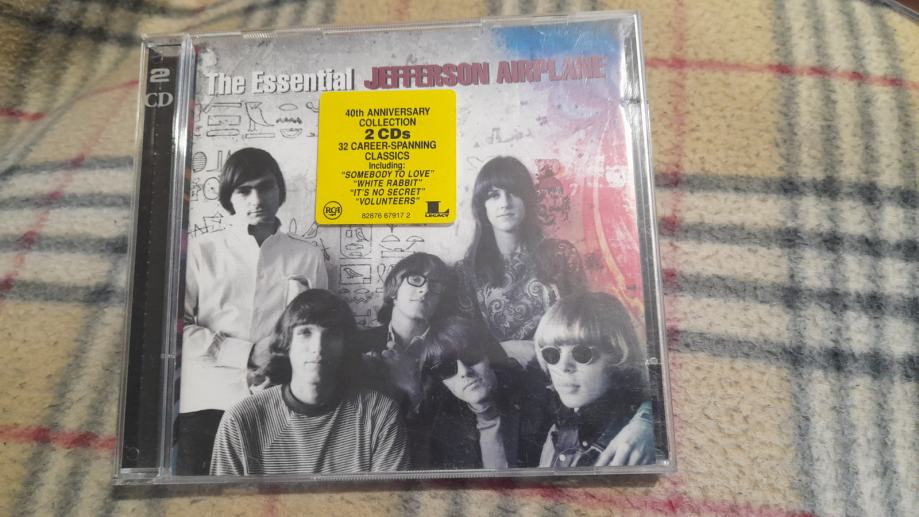 2
CD
The Essential JEFFERSON AIRPLANE
40th ANNIVERSARY
COLLECTION
2 CDs
32 CAREER-SPANNING
CLASSICS
Including:
"SOMEBODY TO LOVE"
"WHITE RABBIT"
"IT'S NO SECRET"
"VOLUNTEERS"
RCA
82876 67917 2
LEGACY